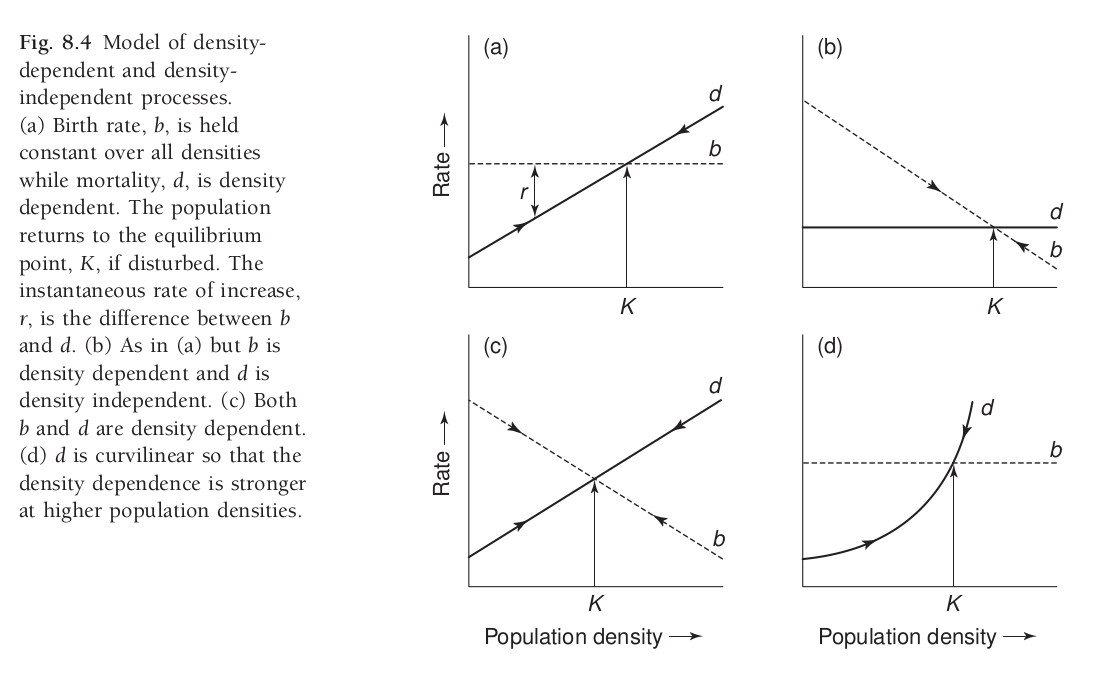 Fig. 8.4 Model of density-
dependent and density-
independent processes.
(a) Birth rate, b, is held
constant over all densities
while mortality, d, is density
dependent. The population
returns to the equilibrium
point, K, if disturbed. The
instantaneous rate of increase,
r, is the difference between b
and d. (b) As in (a) but b is
density dependent and d is
density independent. (c) Both
b and d are density dependent.
(d) d is curvilinear so that the
density dependence is stronger
at higher population densities.
(a)
d
b
r
Rate
K
(b)
d
b
K
(c)
d
Rate
b
K
Population density
(d)
d
b
K
Population density